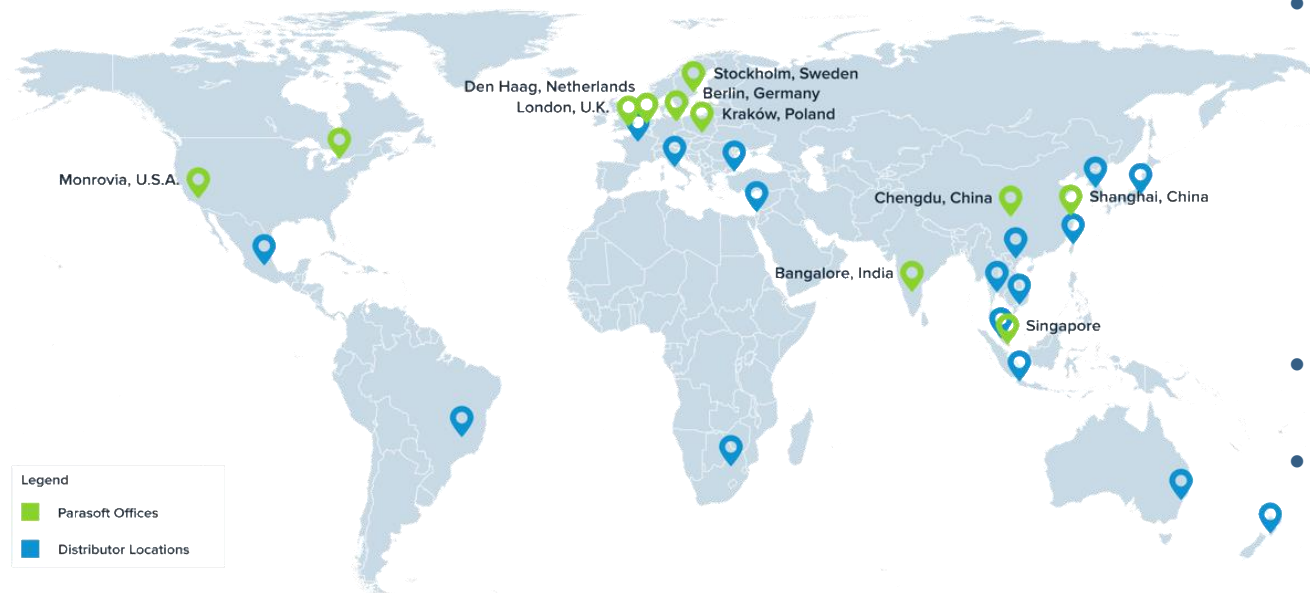 Stockholm, Sweden
Den Haag, Netherlands
Berlin, Germany
London, U.K.
Kraków, Poland
Monrovia, U.S.A.
Chengdu, China
Shanghai, China
Bangalore, India
Singapore
Legend
Parasoft Offices
Distributor Locations